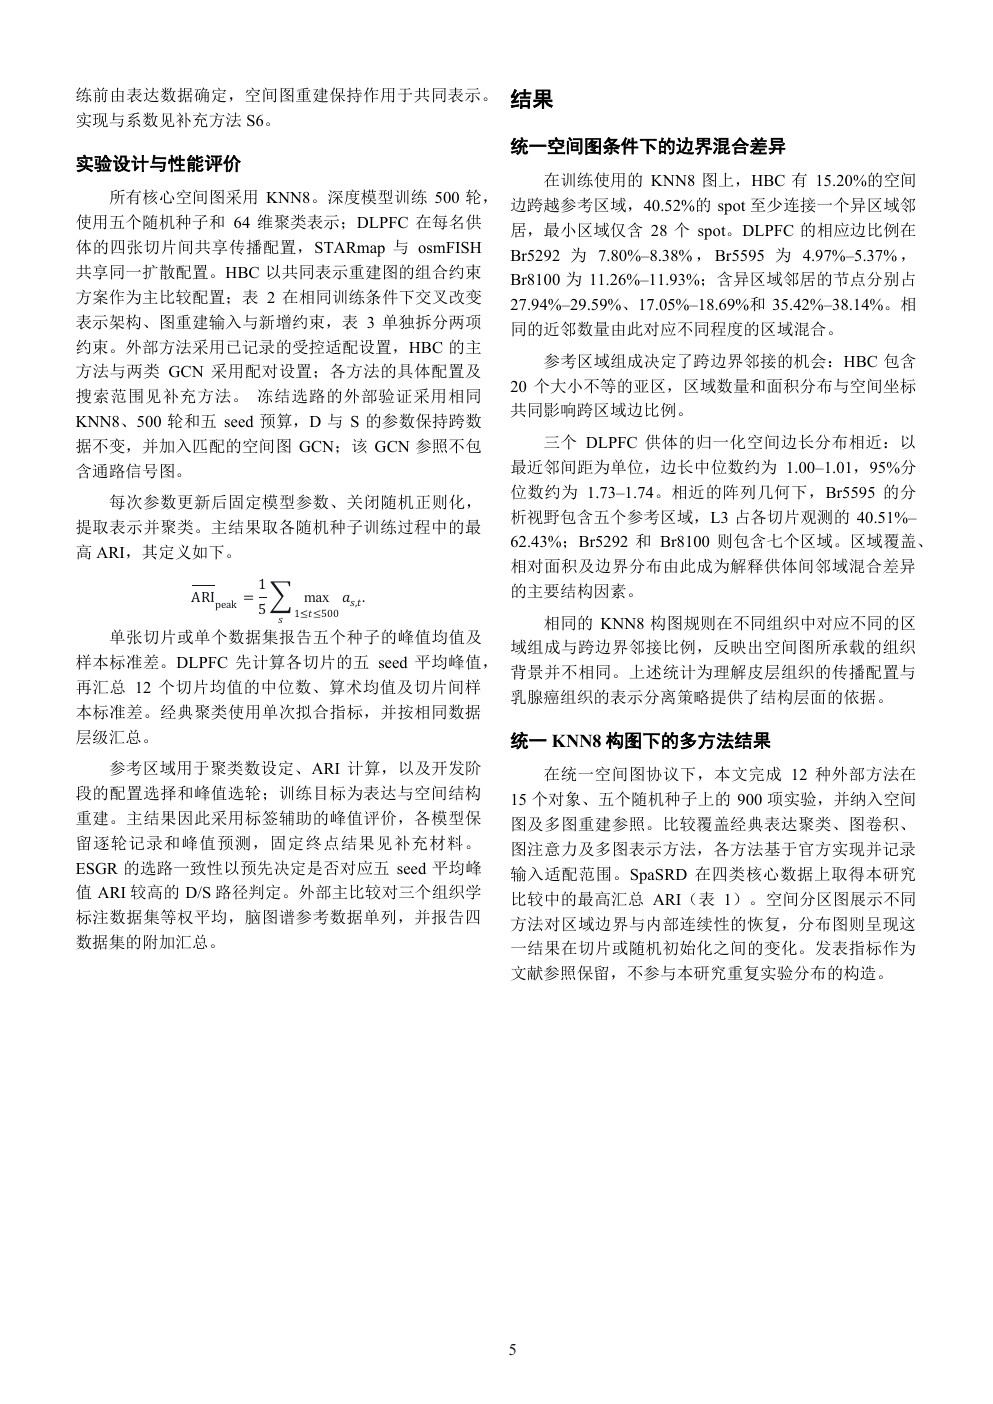 练前由表达数据确定，空间图重建保持作用于共同表示。
实现与系数见补充方法 S6。
实验设计与性能评价
所有核心空间图采用 KNN8。深度模型训练 500 轮，
使用五个随机种子和 64 维聚类表示；DLPFC 在每名供
体的四张切片间共享传播配置，STARmap 与 osmFISH
共享同一扩散配置。HBC 以共同表示重建图的组合约束
方案作为主比较配置；表 2 在相同训练条件下交叉改变
表示架构、图重建输入与新增约束，表 3 单独拆分两项
约束。外部方法采用已记录的受控适配设置，HBC 的主
方法与两类 GCN 采用配对设置；各方法的具体配置及
搜索范围见补充方法。 冻结选路的外部验证采用相同
KNN8、500 轮和五 seed 预算，D 与 S 的参数保持跨数
据不变，并加入匹配的空间图 GCN；该 GCN 参照不包
含通路信号图。
每次参数更新后固定模型参数、关闭随机正则化，
提取表示并聚类。主结果取各随机种子训练过程中的最
高 ARI，其定义如下。
$\overline{\mathrm{ARI}}_{\mathrm{peak}} = \frac{1}{5}\sum_{s} \max_{1\le t\le 500} a_{s,t}.$
单张切片或单个数据集报告五个种子的峰值均值及
样本标准差。DLPFC 先计算各切片的五 seed 平均峰值，
再汇总 12 个切片均值的中位数、算术均值及切片间样
本标准差。经典聚类使用单次拟合指标，并按相同数据
层级汇总。
参考区域用于聚类数设定、ARI 计算，以及开发阶
段的配置选择和峰值选轮；训练目标为表达与空间结构
重建。主结果因此采用标签辅助的峰值评价，各模型保
留逐轮记录和峰值预测，固定终点结果见补充材料。
ESGR 的选路一致性以预先决定是否对应五 seed 平均峰
值 ARI 较高的 D/S 路径判定。外部主比较对三个组织学
标注数据集等权平均，脑图谱参考数据单列，并报告四
数据集的附加汇总。
结果
统一空间图条件下的边界混合差异
在训练使用的 KNN8 图上，HBC 有 15.20%的空间
边跨越参考区域，40.52%的 spot 至少连接一个异区域邻
居，最小区域仅含 28 个 spot。DLPFC 的相应边比例在
Br5292 为 7.80%–8.38%，Br5595 为 4.97%–5.37%，
Br8100 为 11.26%–11.93%；含异区域邻居的节点分别占
27.94%–29.59%、17.05%–18.69%和 35.42%–38.14%。相
同的近邻数量由此对应不同程度的区域混合。
参考区域组成决定了跨边界邻接的机会：HBC 包含
20 个大小不等的亚区，区域数量和面积分布与空间坐标
共同影响跨区域边比例。
三个 DLPFC 供体的归一化空间边长分布相近：以
最近邻间距为单位，边长中位数约为 1.00–1.01，95%分
位数约为 1.73–1.74。相近的阵列几何下，Br5595 的分
析视野包含五个参考区域，L3 占各切片观测的 40.51%–
62.43%；Br5292 和 Br8100 则包含七个区域。区域覆盖、
相对面积及边界分布由此成为解释供体间邻域混合差异
的主要结构因素。
相同的 KNN8 构图规则在不同组织中对应不同的区
域组成与跨边界邻接比例，反映出空间图所承载的组织
背景并不相同。上述统计为理解皮层组织的传播配置与
乳腺癌组织的表示分离策略提供了结构层面的依据。
统一 KNN8 构图下的多方法结果
在统一空间图协议下，本文完成 12 种外部方法在
15 个对象、五个随机种子上的 900 项实验，并纳入空间
图及多图重建参照。比较覆盖经典表达聚类、图卷积、
图注意力及多图表示方法，各方法基于官方实现并记录
输入适配范围。SpaSRD 在四类核心数据上取得本研究
比较中的最高汇总 ARI（表 1）。空间分区图展示不同
方法对区域边界与内部连续性的恢复，分布图则呈现这
一结果在切片或随机初始化之间的变化。发表指标作为
文献参照保留，不参与本研究重复实验分布的构造。
5